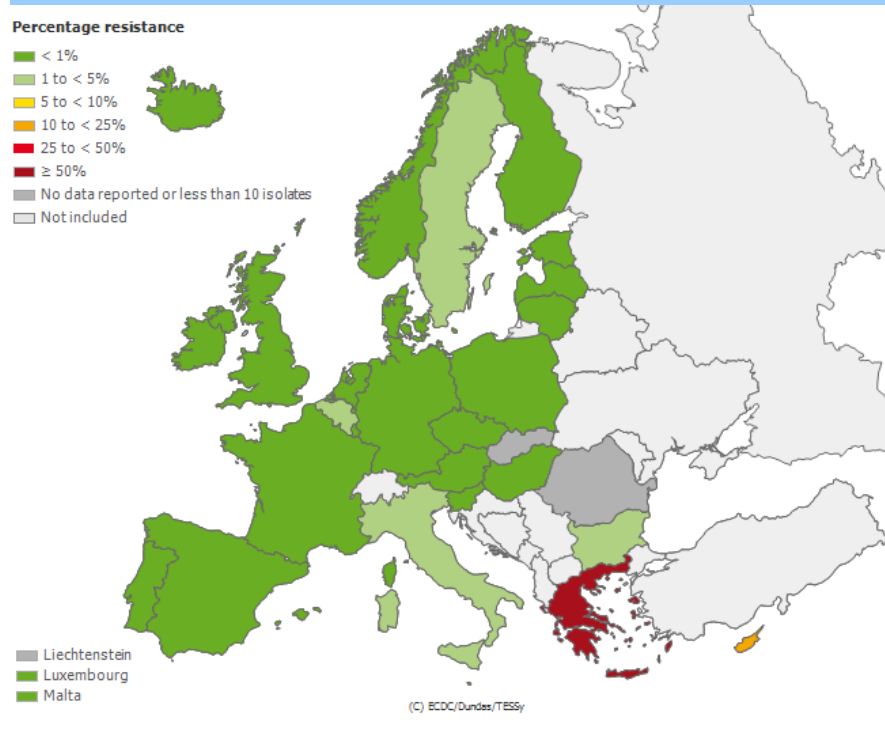 Percentage resistance
< 1%
1 to < 5%
5 to < 10%
10 to < 25%
25 to < 50%
≥ 50%
No data reported or less than 10 isolates
Not included
Liechtenstein
Luxembourg
Malta
(C) ECDC/Dundas/TESSy